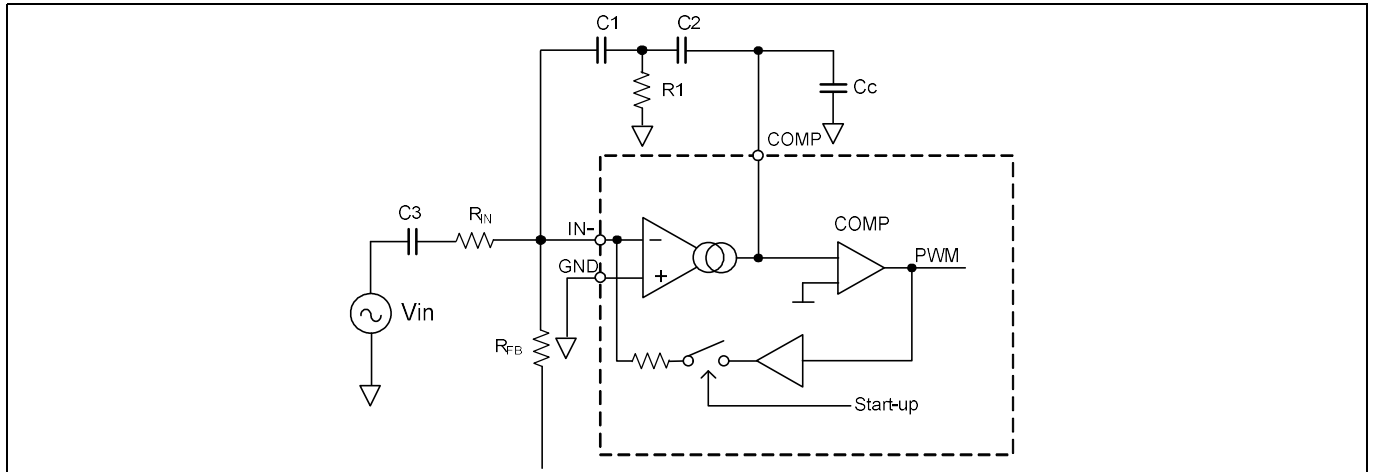 C1
C2
R1
Cc
COMP
C3
RIN
IN-
COMP
GND
PWM
Vin
RFB
Start-up